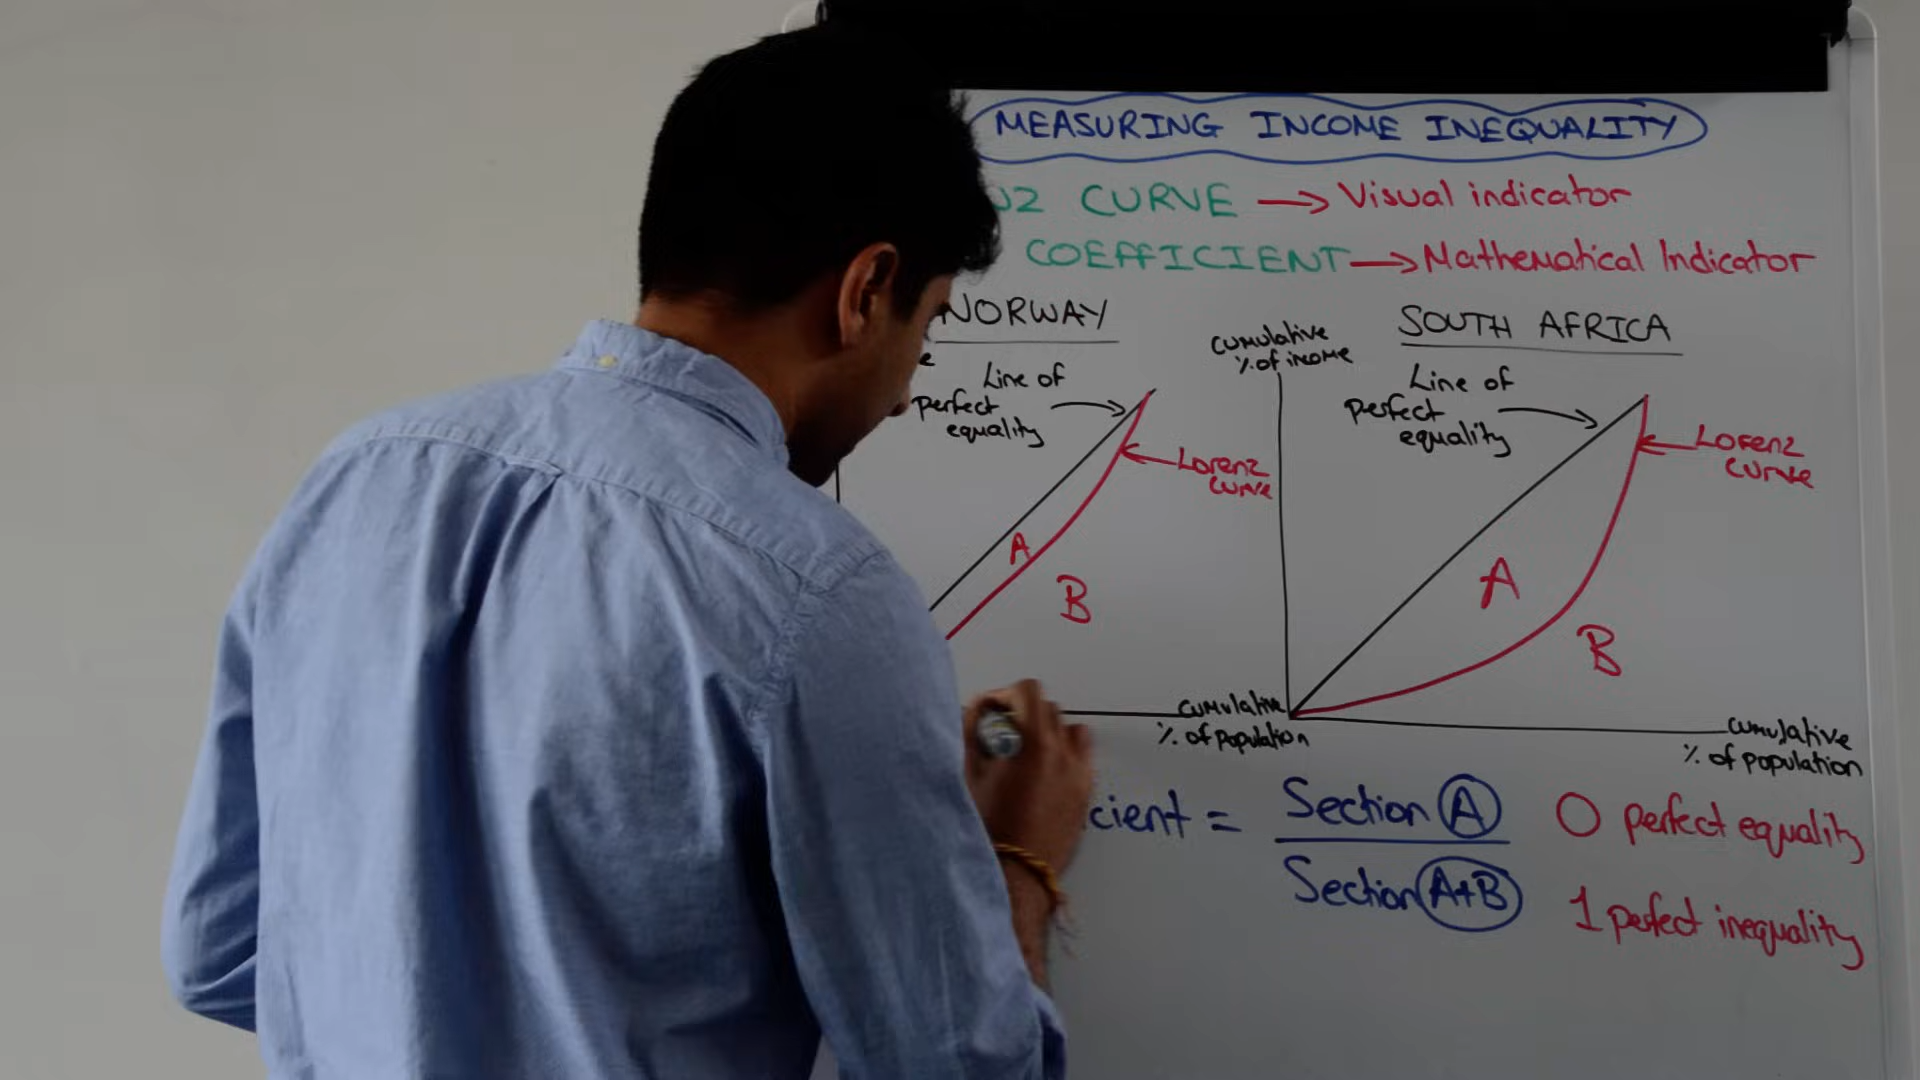 MEASURING INCOME INEQUALITY
CURVE → Visual indicator
COEFFICIENT → Mathematical Indicator
NORWAY
SOUTH AFRICA
Line of
perfect
equality
Lorenz
curve
A
B
cumulative
% of population
cumulative
% of income
Line of
perfect
equality
Lorenz
curve
A
B
cumulative
% of population
cient = Section A
Section A+B
0 perfect equality
1 perfect inequality